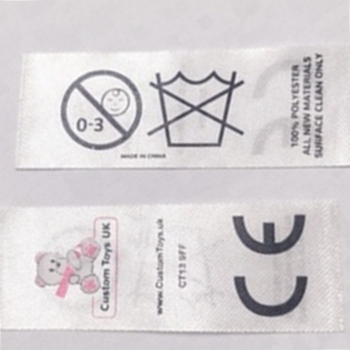 0-3
MADE IN CHINA
100% POLYESTER
ALL NEW MATERIALS
SURFACE CLEAN ONLY
Custom Toys UK
www.CustomToys.uk
CT13 9FF
CE